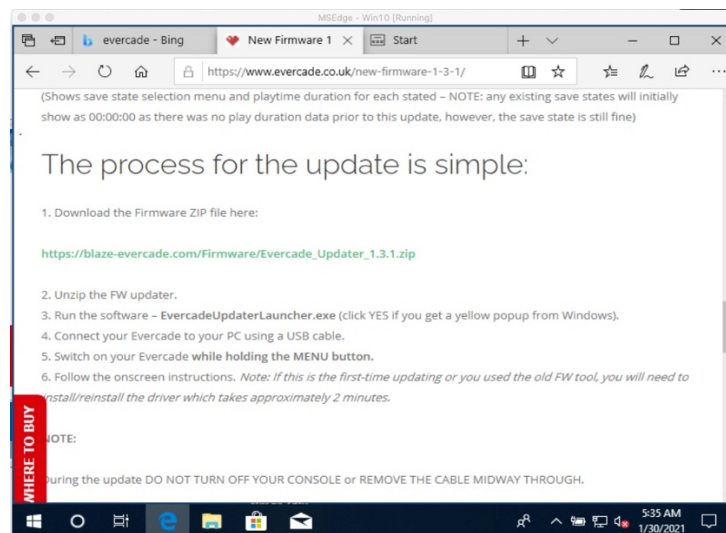 MSEdge - Win10 [Running]
evercade - Bing
New Firmware 1
Start
https://www.evercade.co.uk/new-firmware-1-3-1/
(Shows save state selection menu and playtime duration for each stated – NOTE: any existing save states will initially
show as 00:00:00 as there was no play duration data prior to this update, however, the save state is still fine)
The process for the update is simple:
1. Download the Firmware ZIP file here:
https://blaze-evercade.com/Firmware/Evercade_Updater_1.3.1.zip
2. Unzip the FW updater.
3. Run the software – EvercadeUpdaterLauncher.exe (click YES if you get a yellow popup from Windows).
4. Connect your Evercade to your PC using a USB cable.
5. Switch on your Evercade while holding the MENU button.
6. Follow the onscreen instructions. Note: If this is the first-time updating or you used the old FW tool, you will need to
install/reinstall the driver which takes approximately 2 minutes.
WHERE TO BUY
NOTE:
During the update DO NOT TURN OFF YOUR CONSOLE or REMOVE THE CABLE MIDWAY THROUGH.
5:35 AM
1/30/2021